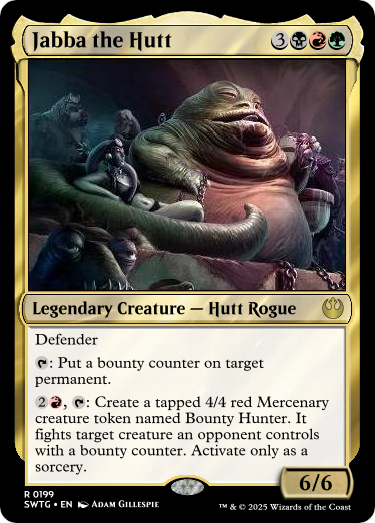 Jabba the Hutt 3
Legendary Creature — Hutt Rogue
Defender
: Put a bounty counter on target
permanent.
2 , : Create a tapped 4/4 red Mercenary
creature token named Bounty Hunter. It
fights target creature an opponent controls
with a bounty counter. Activate only as a
sorcery.
6/6
R 0199
SWTG • EN Adam Gillespie
™ & © 2025 Wizards of the Coast